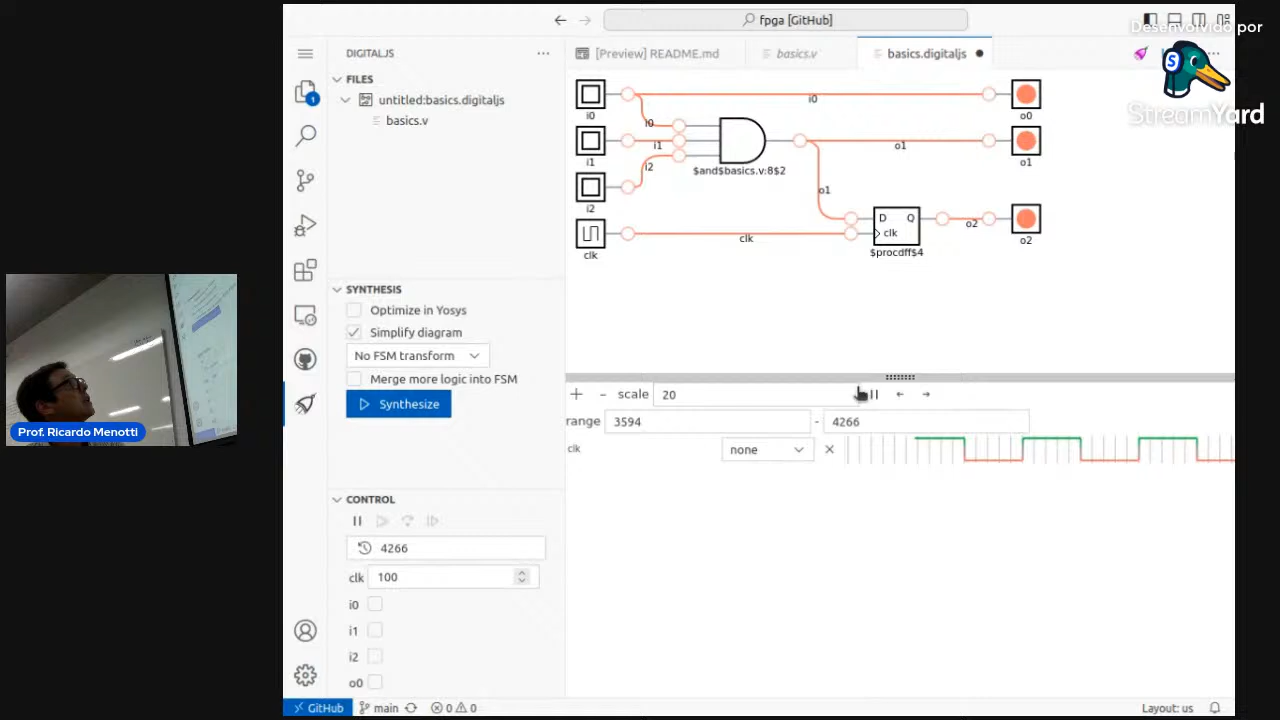 fpga [GitHub]
Desenvolvido por
StreamYard
DIGITALJS
[Preview] README.md
basics.v
basics.digitaljs
FILES
untitled:basics.digitaljs
basics.v
1
i0
i0
i0
o0
i1
i1
$and$basics.v:8$2
o1
o1
i2
i2
o1
clk
clk
D
Q
clk
$procdff$4
o2
o2
SYNTHESIS
Optimize in Yosys
Simplify diagram
No FSM transform
Merge more logic into FSM
Synthesize
+ - scale 20
range 3594 - 4266
clk none
CONTROL
4266
clk 100
i0
i1
i2
o0
Prof. Ricardo Menotti
GitHub
main
0 0
Layout: us